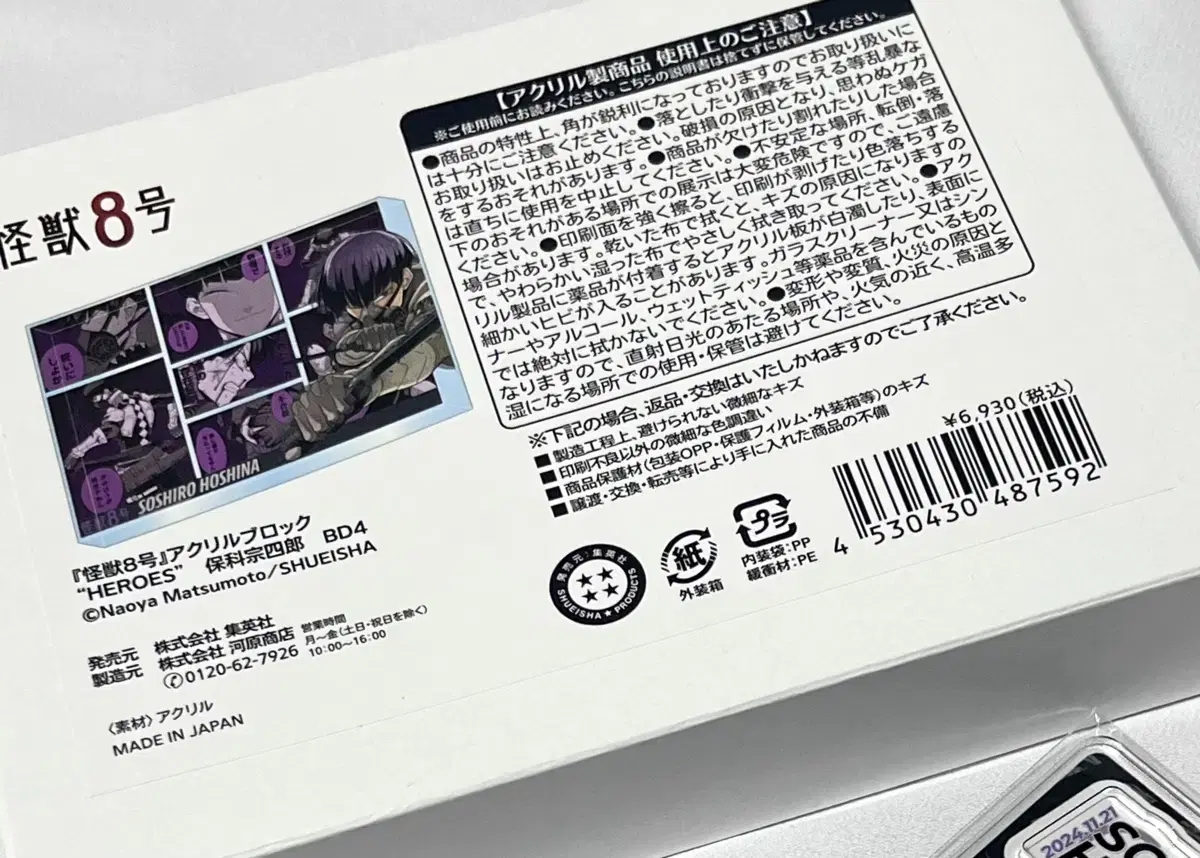 怪獣8号
SOSHIRO HOSHINA
『怪獣8号』アクリルブロック
“HEROES” 保科宗四郎 BD4
©Naoya Matsumoto/SHUEISHA
発売元 株式会社 集英社
製造元 株式会社 河原商店
0120-62-7926
営業時間
月~金(土日・祝日を除く)
10:00~16:00
〈素材〉アクリル
MADE IN JAPAN
【アクリル製商品 使用上のご注意】
※ご使用前にお読みください。こちらの説明書は捨てずに保管してください。
●商品の特性上、角が鋭利になっておりますのでお取り扱いに
は十分にご注意ください。●落としたり衝撃を与える等乱暴な
お取り扱いはお止めください。破損の原因となり、思わぬケガ
をするおそれがあります。●商品が欠けたり割れたりした場合
は直ちに使用を中止してください。●不安定な場所、転倒・落
下のおそれがある場所での展示は大変危険ですので、ご遠慮
ください。●印刷面を強く擦ると、印刷が剥げたり色落ちする
場合があります。乾いた布で拭くと、キズの原因になりますの
で、やわらかい湿った布でやさしく拭き取ってください。●アク
リル製品に薬品が付着するとアクリル板が白濁したり、表面に
細かいヒビが入ることがあります。ガラスクリーナー又はシン
ナーやアルコール、ウェットティッシュ等薬品を含んでいるもの
では絶対に拭かないでください。●変形や変質、火災の原因と
なりますので、直射日光のあたる場所や、火気の近く、高温多
湿になる場所での使用・保管は避けてください。
※下記の場合、返品・交換はいたしかねますのでご了承ください。
■製造工程上、避けられない微細なキズ
■印刷不良以外の微細な色調違い
■商品保護材(包装OPP・保護フィルム・外装箱等)のキズ
■譲渡・交換・転売等により手に入れた商品の不備
¥6,930(税込)
4 530430 487592
発売元:集英社
SHUEISHA★PRODUCTS
紙
外装箱
プラ
内装袋:PP
緩衝材:PE
2024.11.21